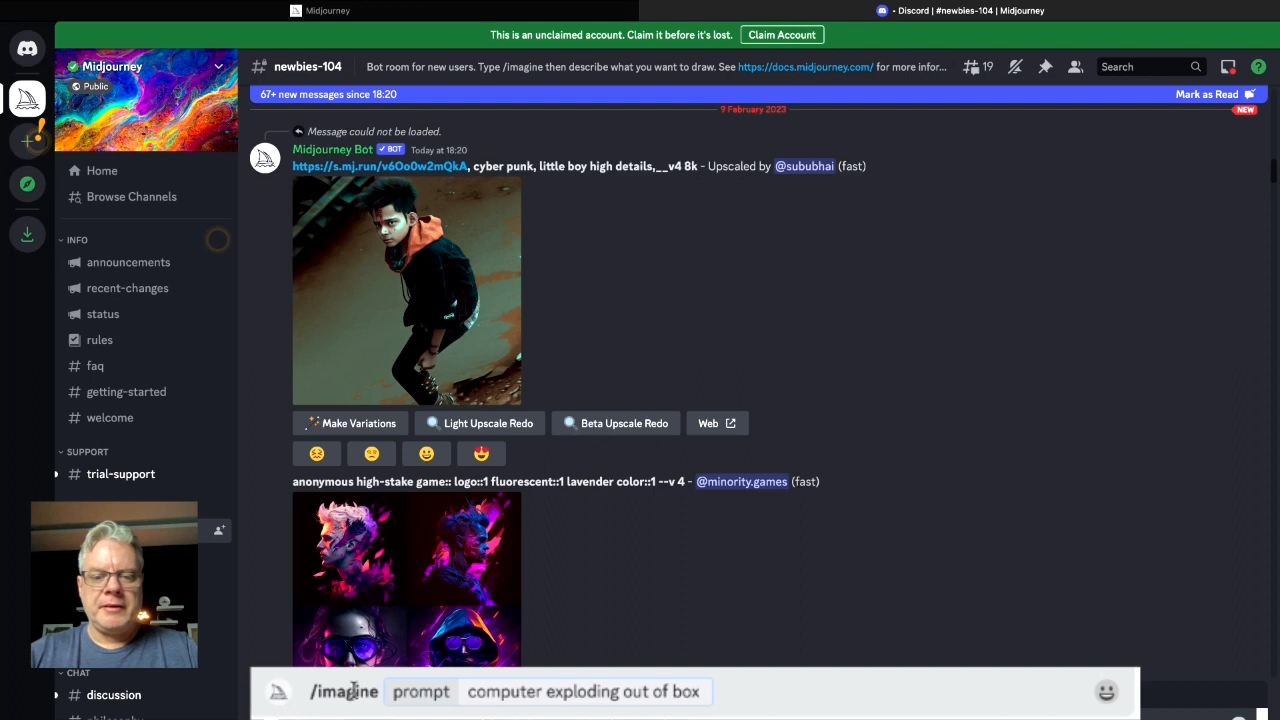 Midjourney
• Discord | #newbies-104 | Midjourney
This is an unclaimed account. Claim it before it's lost. Claim Account
Midjourney
Public
newbies-104 Bot room for new users. Type /imagine then describe what you want to draw. See https://docs.midjourney.com/ for more infor... 19 Search
67+ new messages since 18:20 Mark as Read
9 February 2023 NEW
Message could not be loaded.
Midjourney Bot BOT Today at 18:20
https://s.mj.run/v6Oo0w2mQkA, cyber punk, little boy high details,__v4 8k - Upscaled by @sububhai (fast)
Home
Browse Channels
INFO
announcements
recent-changes
status
rules
faq
getting-started
welcome
SUPPORT
trial-support
Make Variations Light Upscale Redo Beta Upscale Redo Web
anonymous high-stake game:: logo::1 fluorescent::1 lavender color::1 --v 4 - @minority.games (fast)
CHAT
discussion
/imagine prompt computer exploding out of box